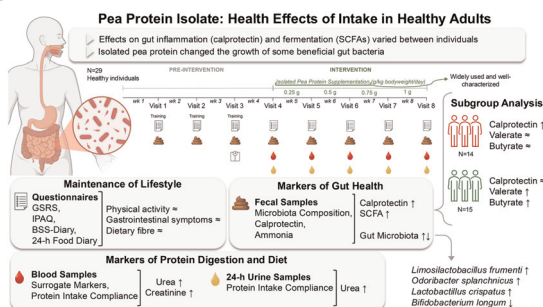 Pea Protein Isolate: Health Effects of Intake in Healthy Adults
Effects on gut inflammation (calprotectin) and fermentation (SCFAs) varied between individuals
Isolated pea protein changed the growth of some beneficial gut bacteria
N=29
Healthy individuals
PRE-INTERVENTION
INTERVENTION
Isolated Pea Protein Supplementation (g/kg bodyweight/day)
0.25 g 0.5 g 0.75 g 1 g
wk 1 wk 2 wk 3 wk 4 wk 5 wk 6 wk 7 wk 8
Visit 1 Visit 2 Visit 3 Visit 4 Visit 5 Visit 6 Visit 7 Visit 8
Training Training Training
Widely used and well-
characterized
Subgroup Analysis
N=14
Calprotectin ↑
Valerate ≈
Butyrate ≈
N=15
Calprotectin ≈
Valerate ↑
Butyrate ↑
Maintenance of Lifestyle
Questionnaires
GSRS,
IPAQ,
BSS-Diary,
24-h Food Diary
Physical activity ≈
Gastrointestinal symptoms ≈
Dietary fibre ≈
Markers of Gut Health
Fecal Samples
Microbiota Composition,
Calprotectin,
Ammonia
Calprotectin ↑
SCFA ↑
Gut Microbiota ↑↓
Limosilactobacillus frumenti ↑
Odoribacter splanchnicus ↑
Lactobacillus crispatus ↑
Bifidobacterium longum ↓
Markers of Protein Digestion and Diet
Blood Samples
Surrogate Markers,
Protein Intake Compliance
Urea ↑
Creatinine ↑
24-h Urine Samples
Protein Intake Compliance
Urea ↑